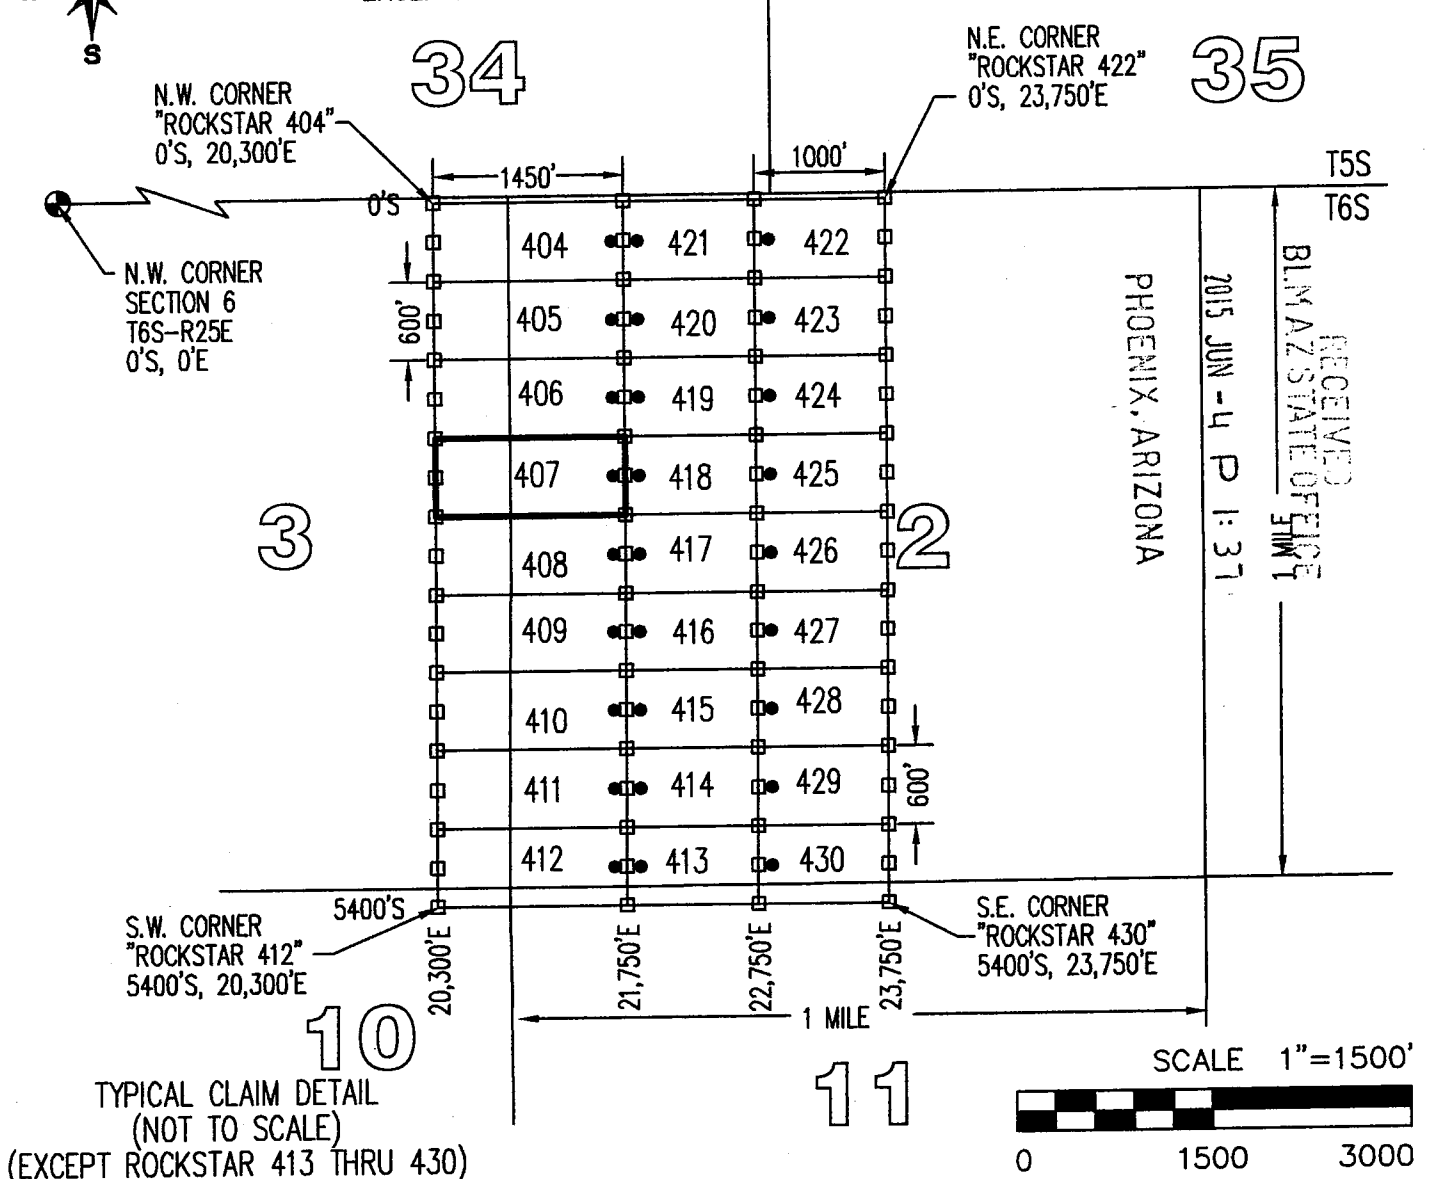 S
34
35
N.W. CORNER
"ROCKSTAR 404"
0'S, 20,300'E
N.E. CORNER
"ROCKSTAR 422"
0'S, 23,750'E
1450'
1000'
T5S
T6S
0'S
N.W. CORNER
SECTION 6
T6S-R25E
0'S, 0'E
600'
404
421
422
405
420
423
406
419
424
407
418
425
408
417
426
409
416
427
410
415
428
411
414
429
412
413
430
600'
3
2
PHOENIX, ARIZONA
2015 JUN -4 P 1:37
BLM AZ STATE OFFICE
RECEIVED
1 MILE
5400'S
S.W. CORNER
"ROCKSTAR 412"
5400'S, 20,300'E
20,300'E
21,750'E
22,750'E
23,750'E
S.E. CORNER
"ROCKSTAR 430"
5400'S, 23,750'E
1 MILE
10
11
TYPICAL CLAIM DETAIL
(NOT TO SCALE)
(EXCEPT ROCKSTAR 413 THRU 430)
SCALE 1"=1500'
0 1500 3000